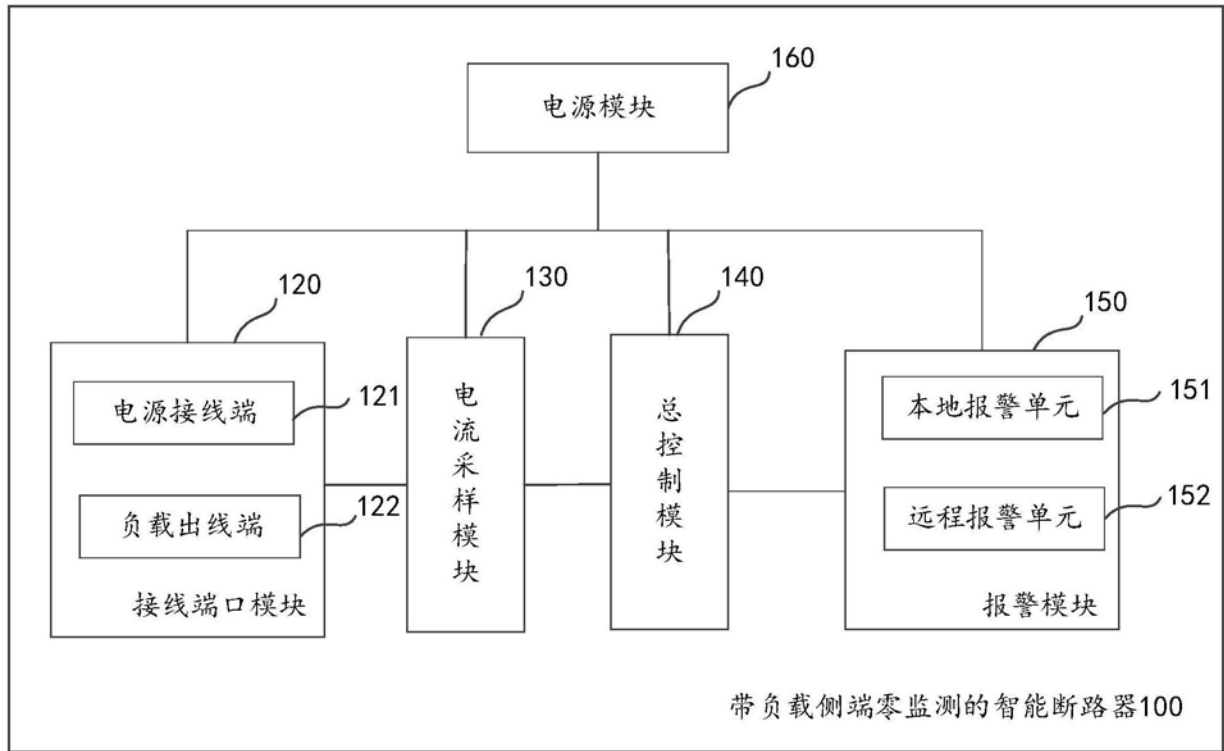 160
电源模块
120
130
140
150
电源接线端
121
负载出线端
122
接线端口模块
电流采样模块
总控制模块
本地报警单元
151
远程报警单元
152
报警模块
带负载侧端零监测的智能断路器100